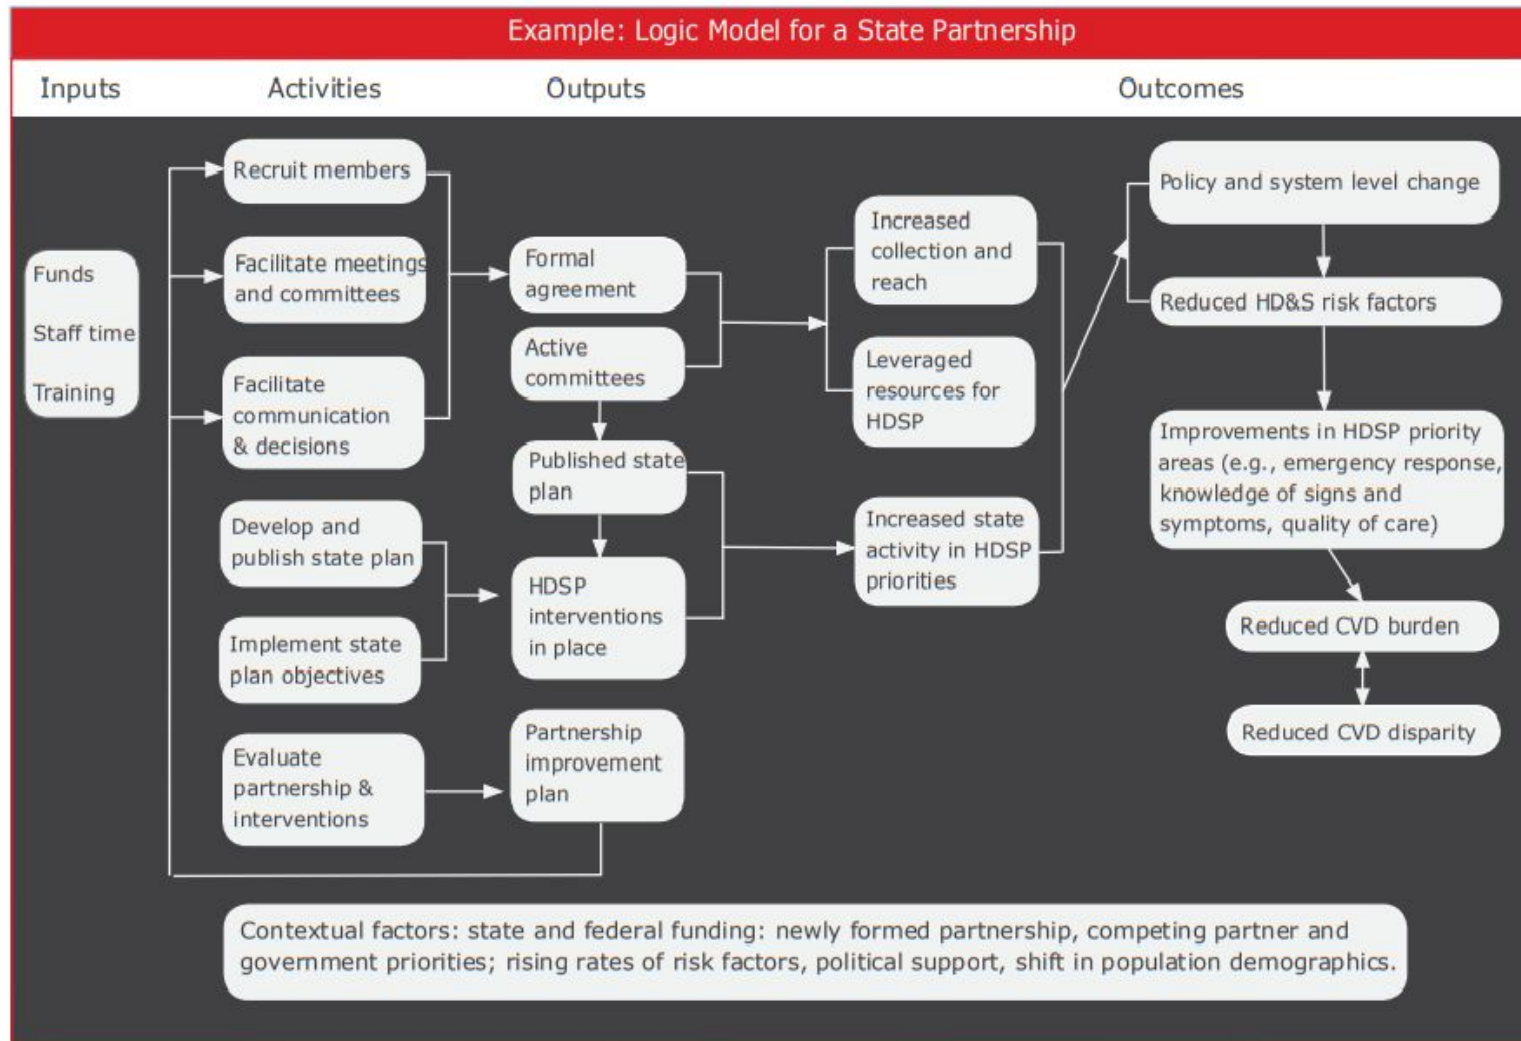 Example: Logic Model for a State Partnership
Inputs
Activities
Outputs
Outcomes
Funds
Staff time
Training
Recruit members
Facilitate meetings
and committees
Facilitate
communication
& decisions
Develop and
publish state plan
Implement state
plan objectives
Evaluate
partnership &
interventions
Formal
agreement
Active
committees
Published state
plan
HDSP
interventions
in place
Partnership
improvement
plan
Increased
collection and
reach
Leveraged
resources for
HDSP
Increased state
activity in HDSP
priorities
Policy and system level change
Reduced HD&S risk factors
Improvements in HDSP priority
areas (e.g., emergency response,
knowledge of signs and
symptoms, quality of care)
Reduced CVD burden
Reduced CVD disparity
Contextual factors: state and federal funding: newly formed partnership, competing partner and
government priorities; rising rates of risk factors, political support, shift in population demographics.